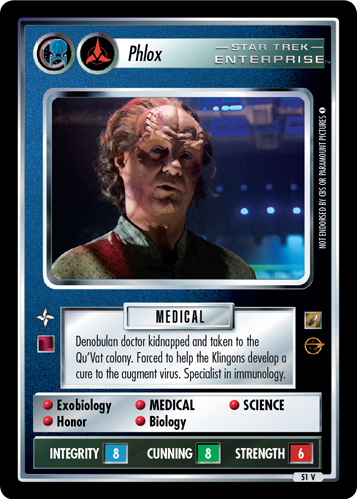 Phlox
STAR TREK
ENTERPRISE™
NOT ENDORSED BY CBS OR PARAMOUNT PICTURES
MEDICAL
Denobulan doctor kidnapped and taken to the
Qu'Vat colony. Forced to help the Klingons develop a
cure to the augment virus. Specialist in immunology.
Exobiology MEDICAL SCIENCE
Honor Biology
INTEGRITY 8 CUNNING 8 STRENGTH 6
51 V